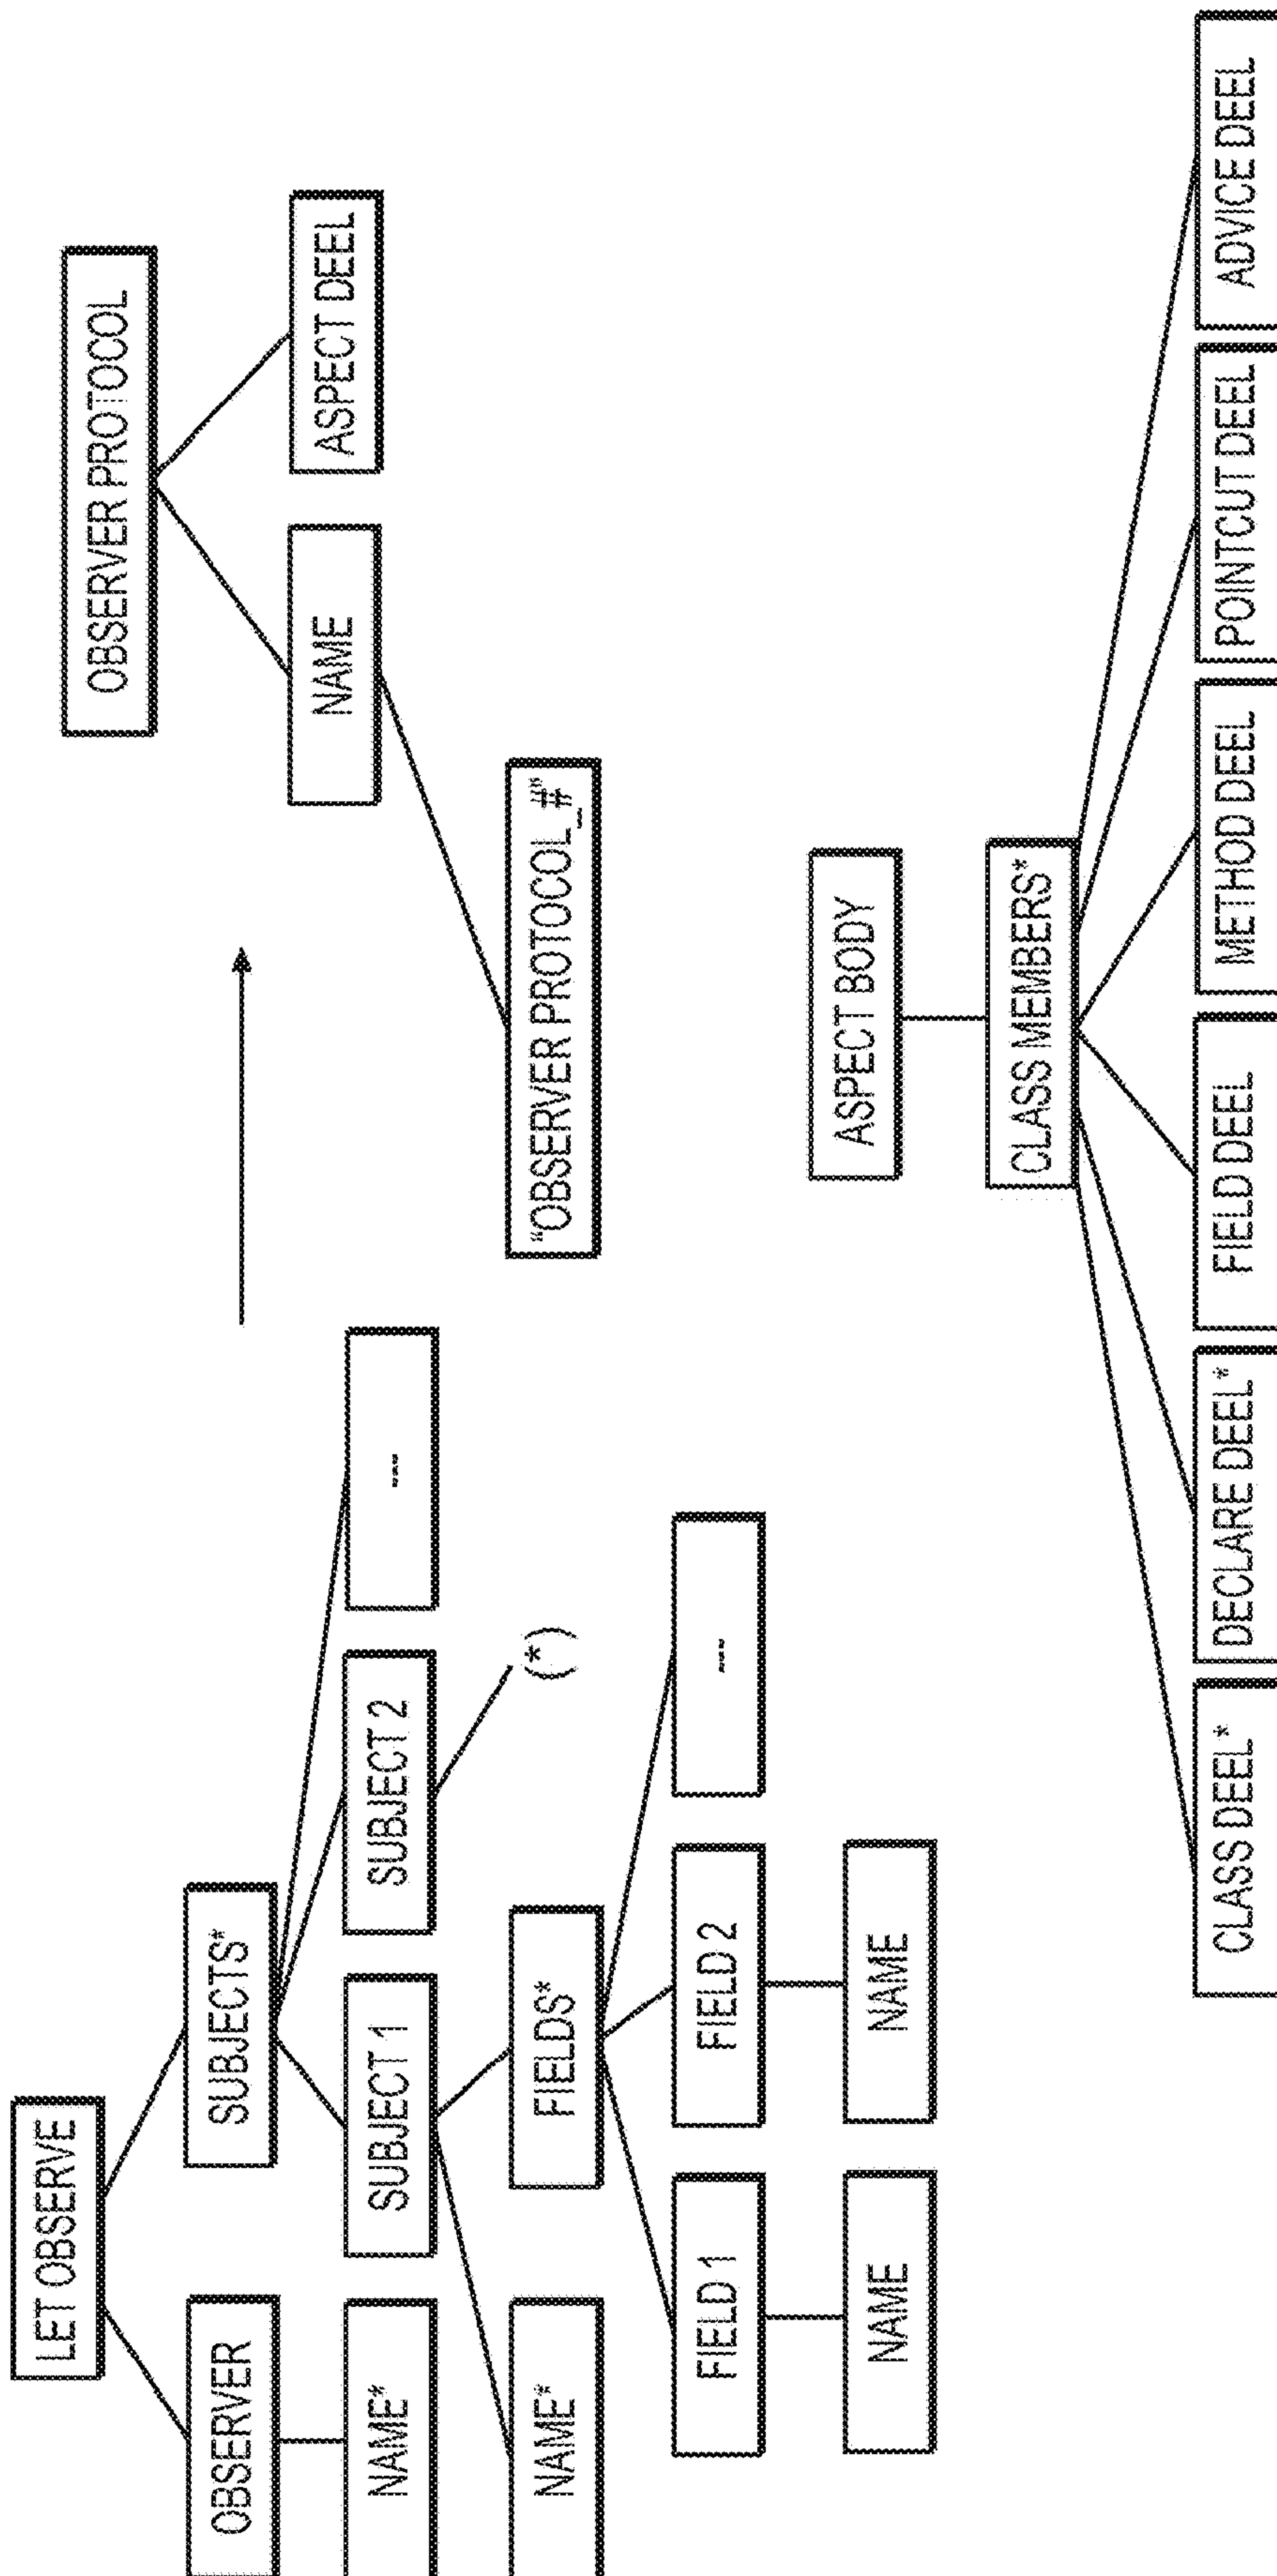 LET OBSERVE
OBSERVER
SUBJECTS*
NAME*
SUBJECT 1
SUBJECT 2
---
NAME*
FIELDS*
(*)
FIELD 1
FIELD 2
---
NAME
NAME
OBSERVER PROTOCOL
NAME
ASPECT DEEL
"OBSERVER PROTOCOL_#"
ASPECT BODY
CLASS MEMBERS*
CLASS DEEL*
DECLARE DEEL*
FIELD DEEL
METHOD DEEL
POINTCUT DEEL
ADVICE DEEL